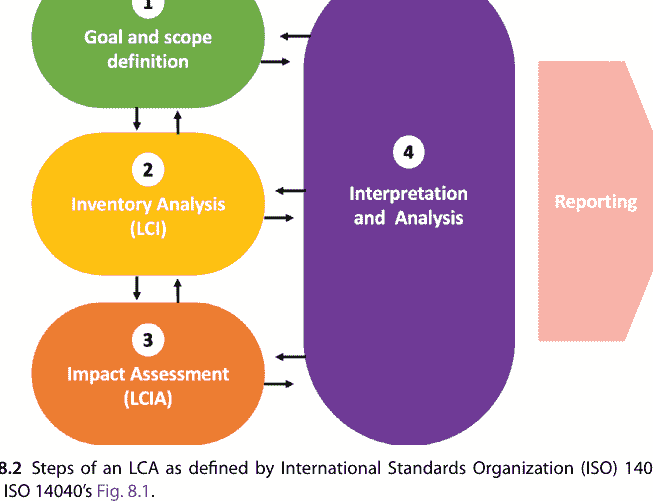 1
Goal and scope
definition
2
Inventory Analysis
(LCI)
3
Impact Assessment
(LCIA)
4
Interpretation
and Analysis
Reporting
8.2 Steps of an LCA as defined by International Standards Organization (ISO) 140
ISO 14040’s Fig. 8.1.